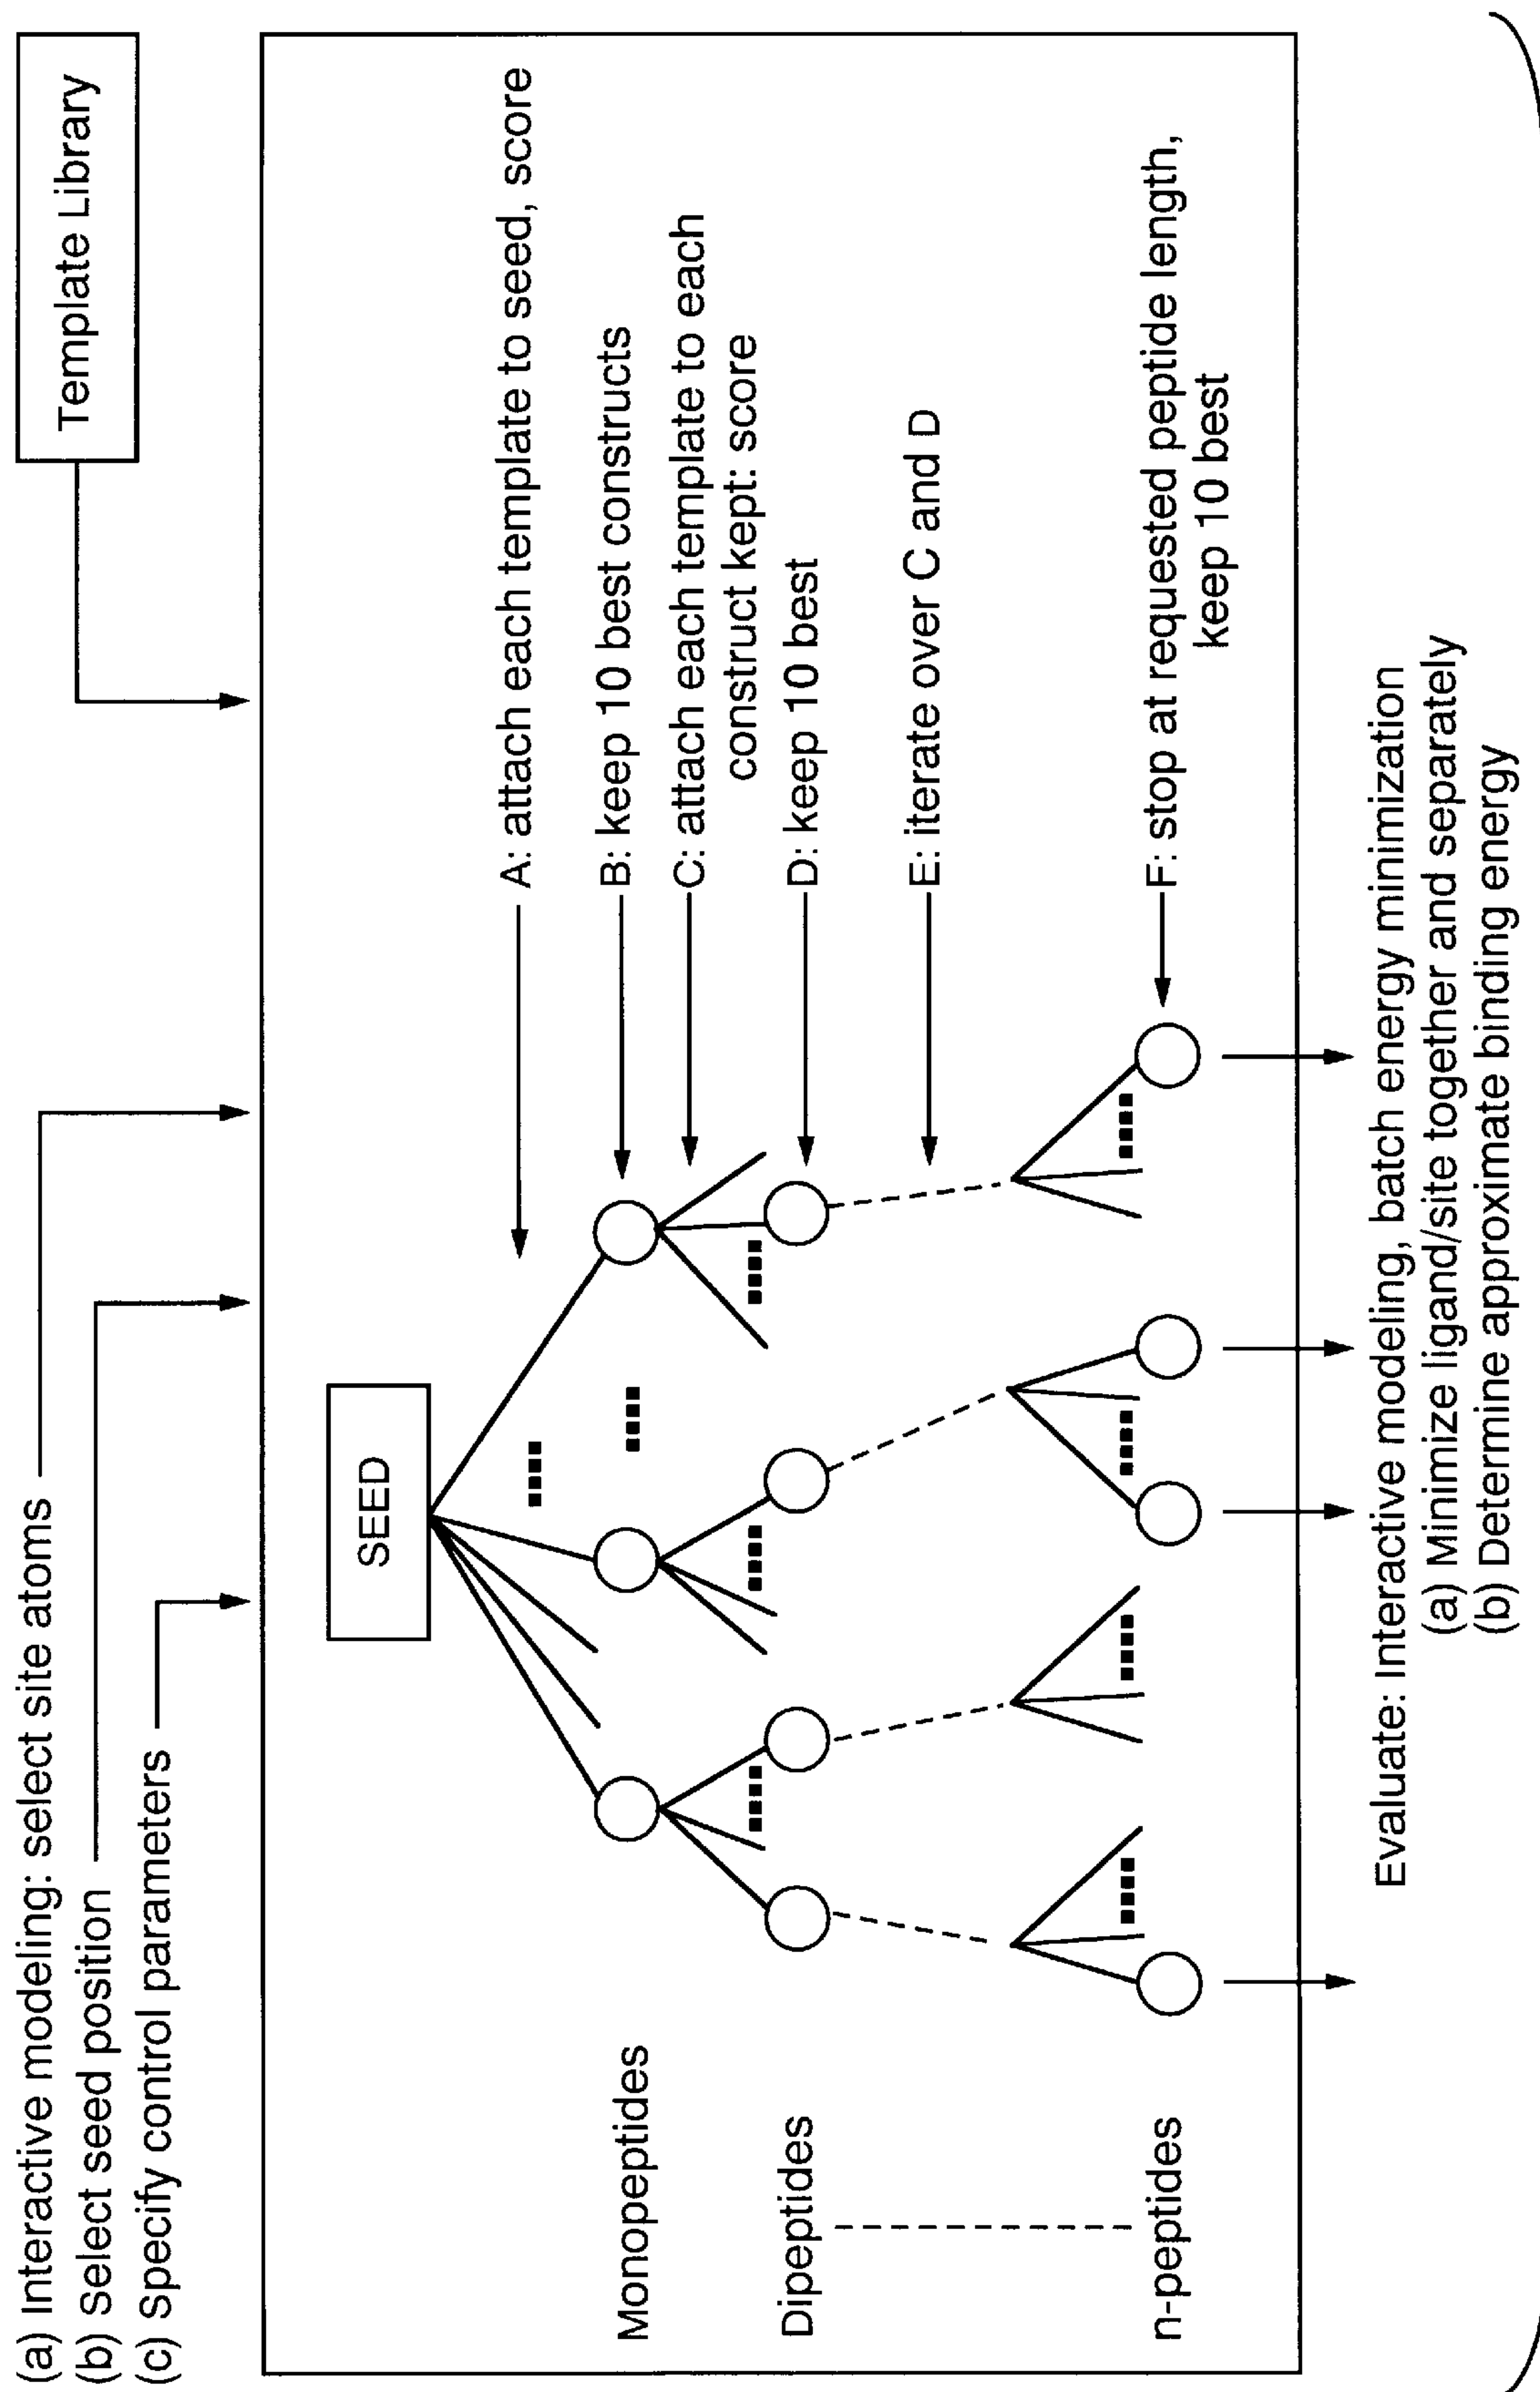 (a) Interactive modeling: select site atoms
(b) Select seed position
(c) Specify control parameters
Template Library
SEED
A: attach each template to seed, score
Monopeptides
B: keep 10 best constructs
C: attach each template to each
construct kept: score
Dipeptides
D: keep 10 best
E: iterate over C and D
n-peptides
F: stop at requested peptide length,
keep 10 best
Evaluate: Interactive modeling, batch energy minimization
(a) Minimize ligand/site together and separately
(b) Determine approximate binding energy